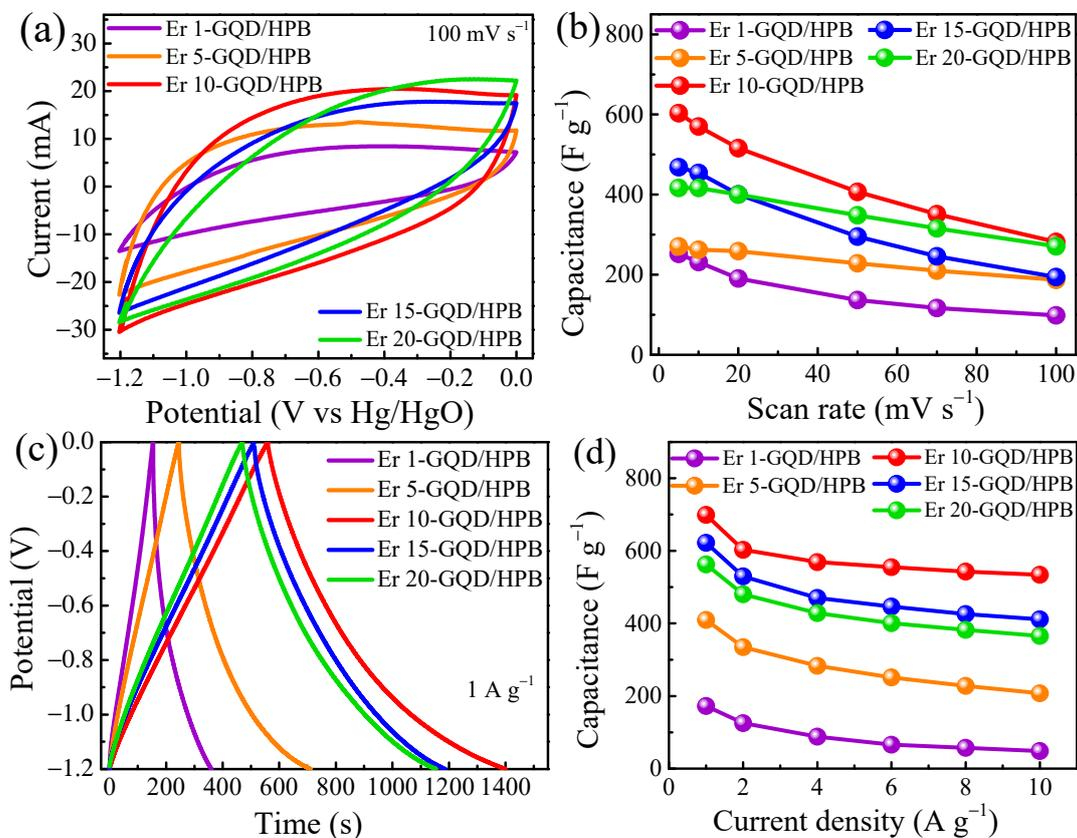 (a)
Er 1-GQD/HPB
Er 5-GQD/HPB
Er 10-GQD/HPB
100 mV s⁻¹
30
20
10
0
−10
−20
−30
Current (mA)
Er 15-GQD/HPB
Er 20-GQD/HPB
−1.2 −1.0 −0.8 −0.6 −0.4 −0.2 0.0
Potential (V vs Hg/HgO)
(b)
Er 1-GQD/HPB
Er 5-GQD/HPB
Er 10-GQD/HPB
Er 15-GQD/HPB
Er 20-GQD/HPB
800
600
400
200
0
Capacitance (F g⁻¹)
0 20 40 60 80 100
Scan rate (mV s⁻¹)
(c)
Er 1-GQD/HPB
Er 5-GQD/HPB
Er 10-GQD/HPB
Er 15-GQD/HPB
Er 20-GQD/HPB
0.0
−0.2
−0.4
−0.6
−0.8
−1.0
−1.2
Potential (V)
1 A g⁻¹
0 200 400 600 800 1000 1200 1400
Time (s)
(d)
Er 1-GQD/HPB
Er 5-GQD/HPB
Er 10-GQD/HPB
Er 15-GQD/HPB
Er 20-GQD/HPB
800
600
400
200
0
Capacitance (F g⁻¹)
0 2 4 6 8 10
Current density (A g⁻¹)